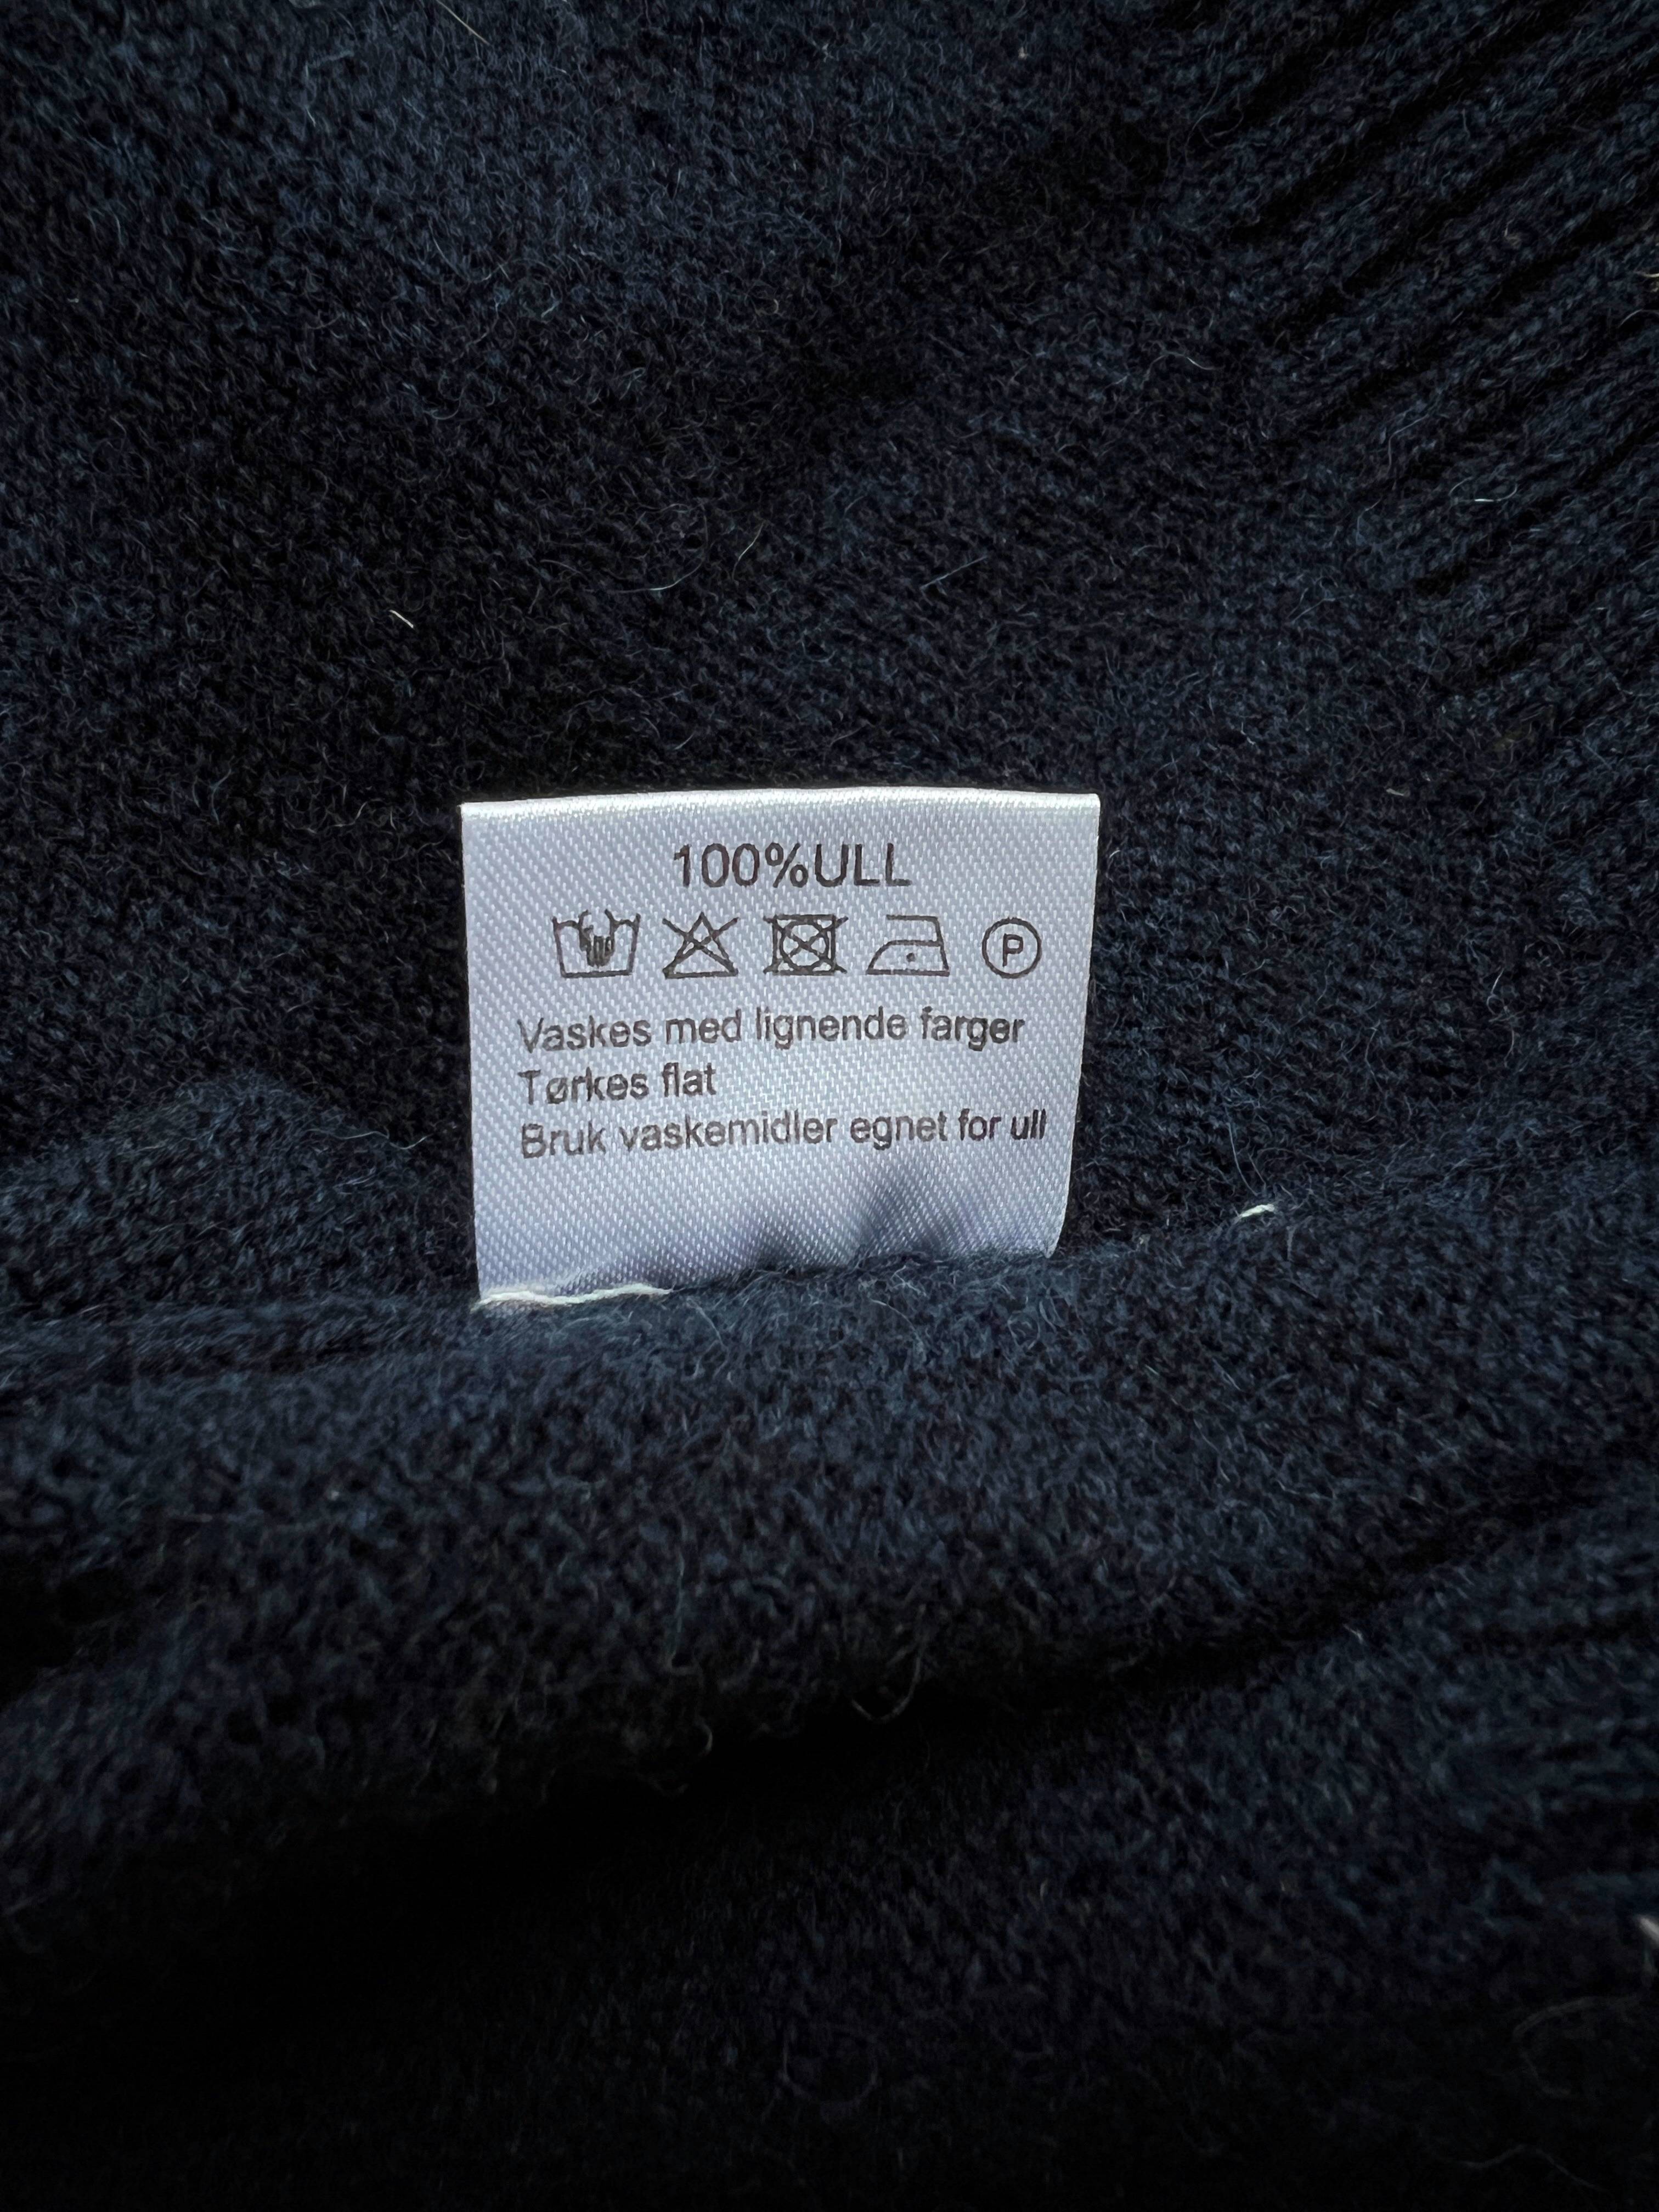 100%ULL
P
Vaskes med lignende farger
Tørkes flat
Bruk vaskemidler egnet for ull